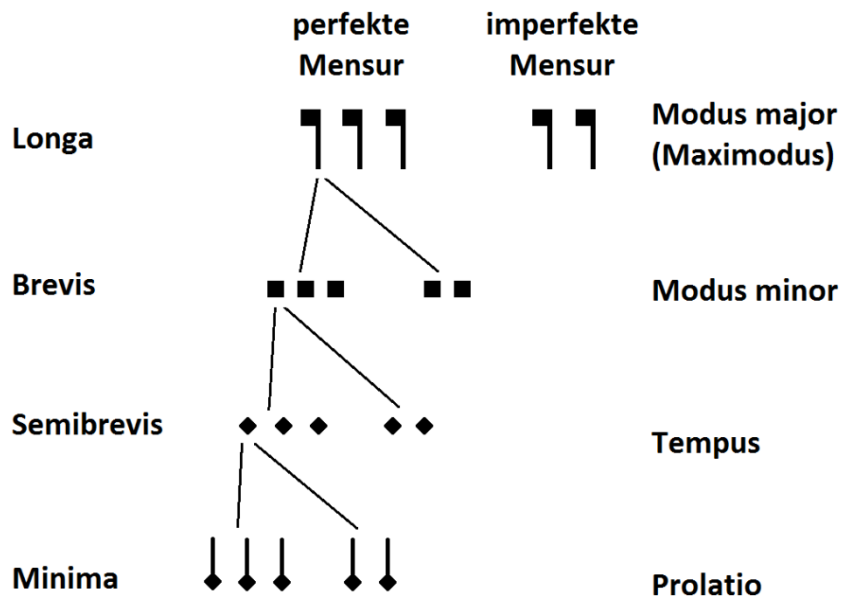 perfekte imperfekte
Mensur Mensur
Longa
Modus major
(Maximodus)
Brevis
Modus minor
Semibrevis
Tempus
Minima
Prolatio